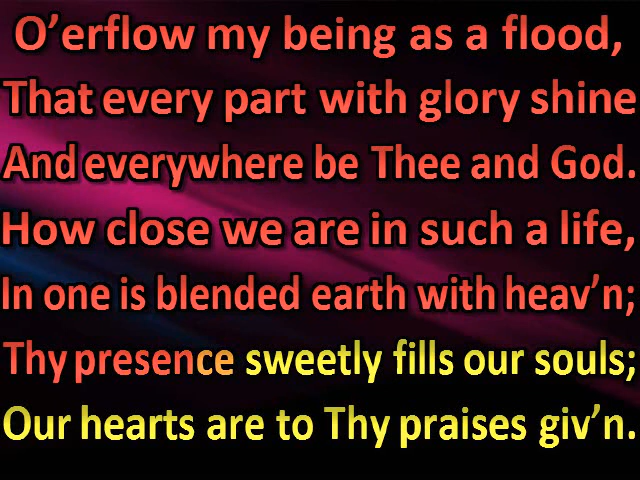 O’erflow my being as a flood,
That every part with glory shine
And everywhere be Thee and God.
How close we are in such a life,
In one is blended earth with heav’n;
Thy presence sweetly fills our souls;
Our hearts are to Thy praises giv’n.